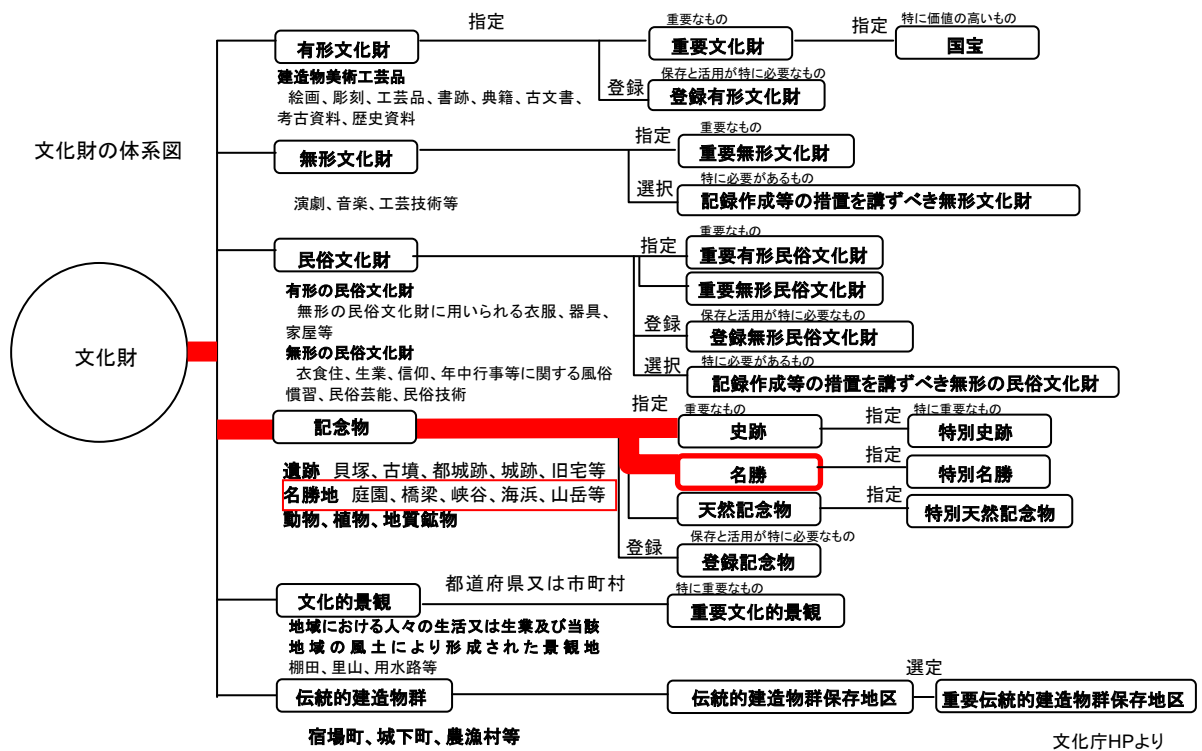 文化財の体系図
文化財
有形文化財
指定
重要なもの
重要文化財
指定
特に価値の高いもの
国宝
建造物美術工芸品
絵画、彫刻、工芸品、書跡、典籍、古文書、
考古資料、歴史資料
登録
保存と活用が特に必要なもの
登録有形文化財
無形文化財
指定
重要なもの
重要無形文化財
演劇、音楽、工芸技術等
選択
特に必要があるもの
記録作成等の措置を講ずべき無形文化財
民俗文化財
指定
重要なもの
重要有形民俗文化財
重要無形民俗文化財
有形の民俗文化財
無形の民俗文化財に用いられる衣服、器具、
家屋等
無形の民俗文化財
衣食住、生業、信仰、年中行事等に関する風俗
慣習、民俗芸能、民俗技術
登録
保存と活用が特に必要なもの
登録無形民俗文化財
選択
特に必要があるもの
記録作成等の措置を講ずべき無形の民俗文化財
記念物
指定
重要なもの
史跡
指定
特に重要なもの
特別史跡
名勝
指定
特別名勝
天然記念物
指定
特別天然記念物
遺跡 貝塚、古墳、都城跡、城跡、旧宅等
名勝地 庭園、橋梁、峡谷、海浜、山岳等
動物、植物、地質鉱物
登録
保存と活用が特に必要なもの
登録記念物
文化的景観
都道府県又は市町村
特に重要なもの
重要文化的景観
地域における人々の生活又は生業及び当該
地域の風土により形成された景観地
棚田、里山、用水路等
伝統的建造物群
伝統的建造物群保存地区
選定
重要伝統的建造物群保存地区
宿場町、城下町、農漁村等
文化庁HPより